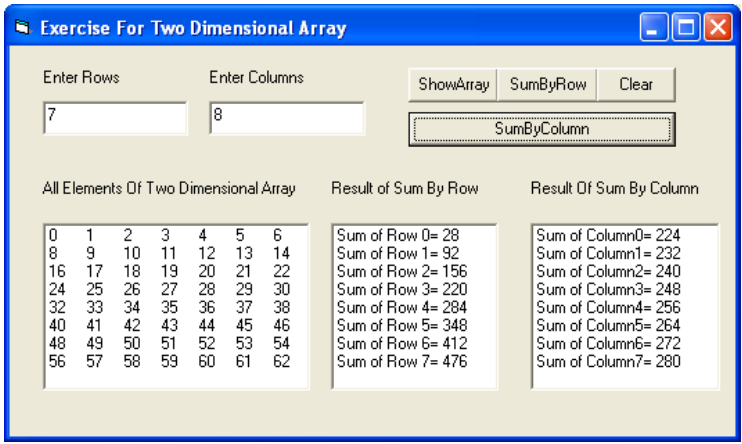 Exercise For Two Dimensional Array
Enter Rows
Enter Columns
7
8
ShowArray
SumByRow
Clear
SumByColumn
All Elements Of Two Dimensional Array
0 1 2 3 4 5 6
8 9 10 11 12 13 14
16 17 18 19 20 21 22
24 25 26 27 28 29 30
32 33 34 35 36 37 38
40 41 42 43 44 45 46
48 49 50 51 52 53 54
56 57 58 59 60 61 62
Result of Sum By Row
Sum of Row 0= 28
Sum of Row 1= 92
Sum of Row 2= 156
Sum of Row 3= 220
Sum of Row 4= 284
Sum of Row 5= 348
Sum of Row 6= 412
Sum of Row 7= 476
Result Of Sum By Column
Sum of Column0= 224
Sum of Column1= 232
Sum of Column2= 240
Sum of Column3= 248
Sum of Column4= 256
Sum of Column5= 264
Sum of Column6= 272
Sum of Column7= 280